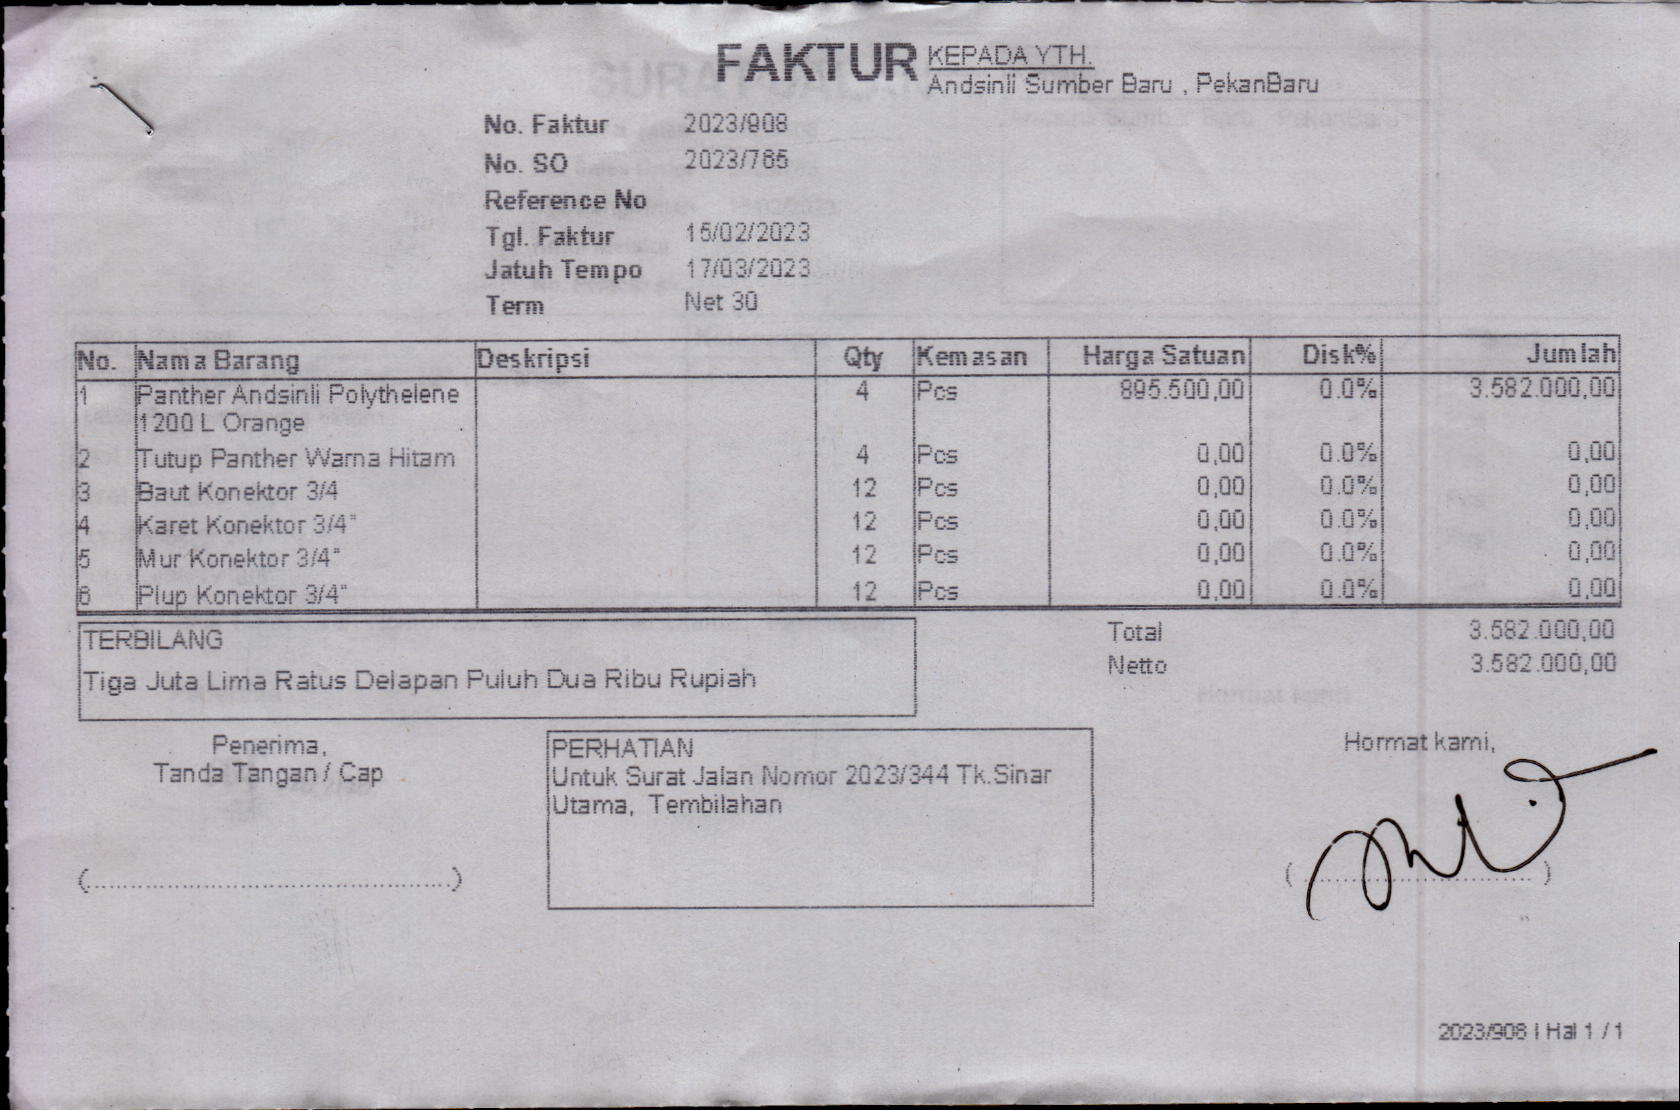 FAKTUR KEPADA YTH.
Andsinli Sumber Baru , PekanBaru
No. Faktur 2023/908
No. SO 2023/765
Reference No
Tgl. Faktur 15/02/2023
Jatuh Tempo 17/03/2023
Term Net 30
No. Nama Barang Deskripsi Qty Kemasan Harga Satuan Disk% Jumlah
1 Panther Andsinli Polythelene 4 Pcs 895.500,00 0.0% 3.582.000,00
1200 L Orange
2 Tutup Panther Warna Hitam 4 Pcs 0,00 0.0% 0,00
3 Baut Konektor 3/4 12 Pcs 0,00 0.0% 0,00
4 Karet Konektor 3/4" 12 Pcs 0,00 0.0% 0,00
5 Mur Konektor 3/4" 12 Pcs 0,00 0.0% 0,00
6 Plup Konektor 3/4" 12 Pcs 0,00 0.0% 0,00
TERBILANG
Tiga Juta Lima Ratus Delapan Puluh Dua Ribu Rupiah
Total 3.582.000,00
Netto 3.582.000,00
Penerima,
Tanda Tangan / Cap
(..................................................)
PERHATIAN
Untuk Surat Jalan Nomor 2023/344 Tk.Sinar
Utama, Tembilahan
Hormat kami,
(..................................)
2023/908 | Hal 1 / 1